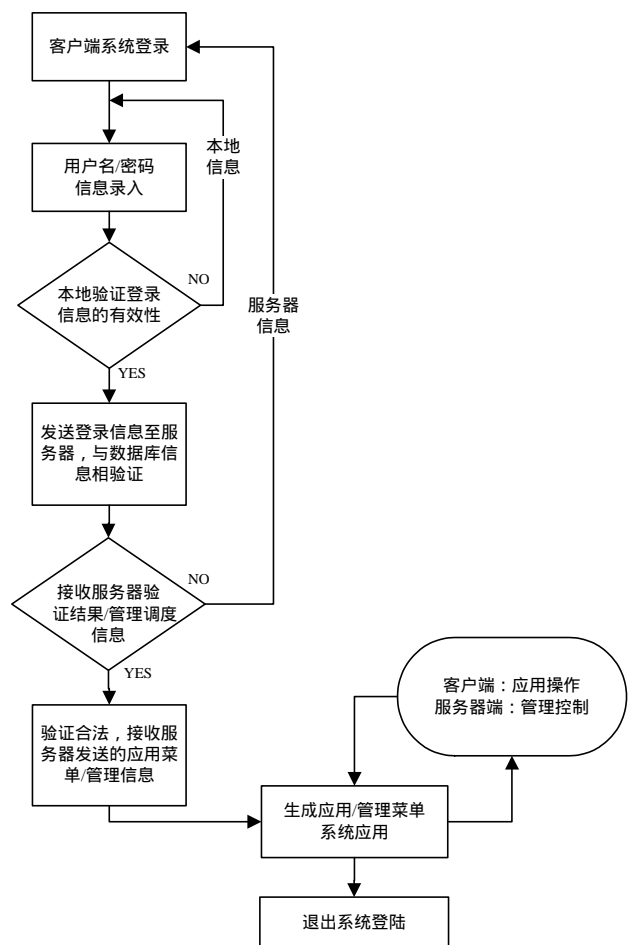 客户端系统登录
本地
信息
用户名/密码
信息录入
NO
本地验证登录
信息的有效性
服务器
信息
YES
发送登录信息至服
务器，与数据库信
息相验证
NO
接收服务器验
证结果/管理调度
信息
YES
客户端：应用操作
服务器端：管理控制
验证合法，接收服
务器发送的应用菜
单/管理信息
生成应用/管理菜单
系统应用
退出系统登陆